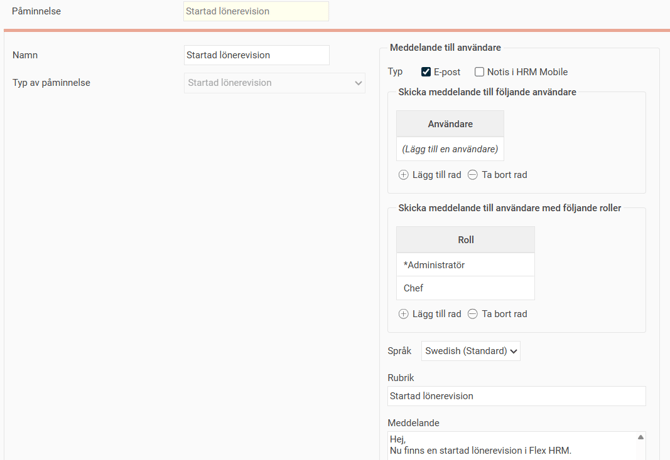 Påminnelse
Startad lönerevision
Namn
Startad lönerevision
Typ av påminnelse
Startad lönerevision
Meddelande till användare
Typ
E-post
Notis i HRM Mobile
Skicka meddelande till följande användare
Användare
(Lägg till en användare)
Lägg till rad
Ta bort rad
Skicka meddelande till användare med följande roller
Roll
*Administratör
Chef
Lägg till rad
Ta bort rad
Språk
Swedish (Standard)
Rubrik
Startad lönerevision
Meddelande
Hej,
Nu finns en startad lönerevision i Flex HRM.